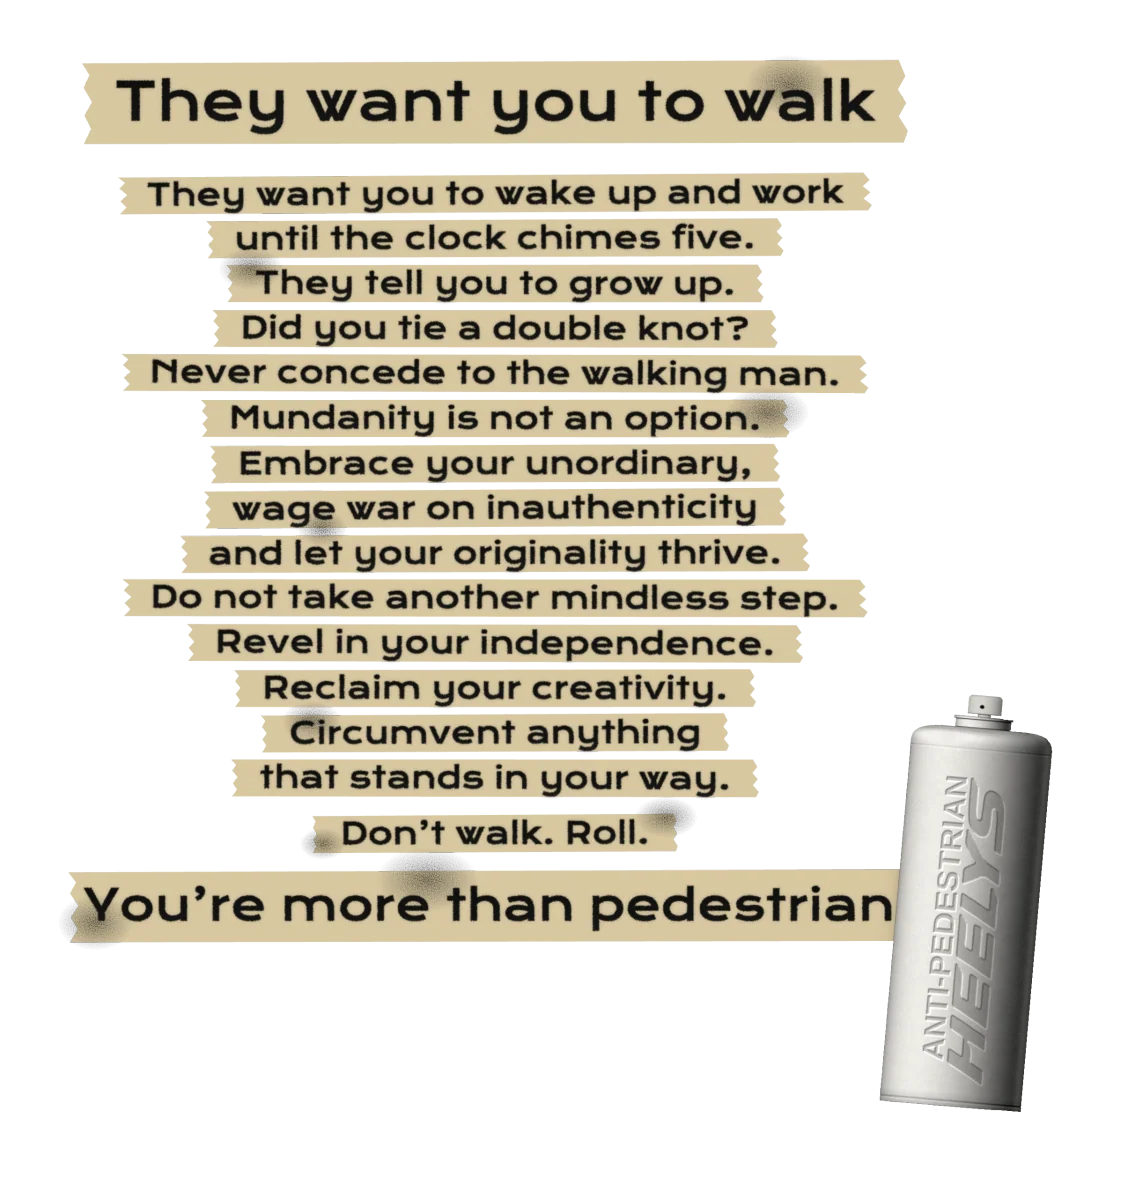 They want you to walk
They want you to wake up and work
until the clock chimes five.
They tell you to grow up.
Did you tie a double knot?
Never concede to the walking man.
Mundanity is not an option.
Embrace your unordinary,
wage war on inauthenticity
and let your originality thrive.
Do not take another mindless step.
Revel in your independence.
Reclaim your creativity.
Circumvent anything
that stands in your way.
Don’t walk. Roll.
You’re more than pedestrian
ANTI-PEDESTRIAN
HEELYS